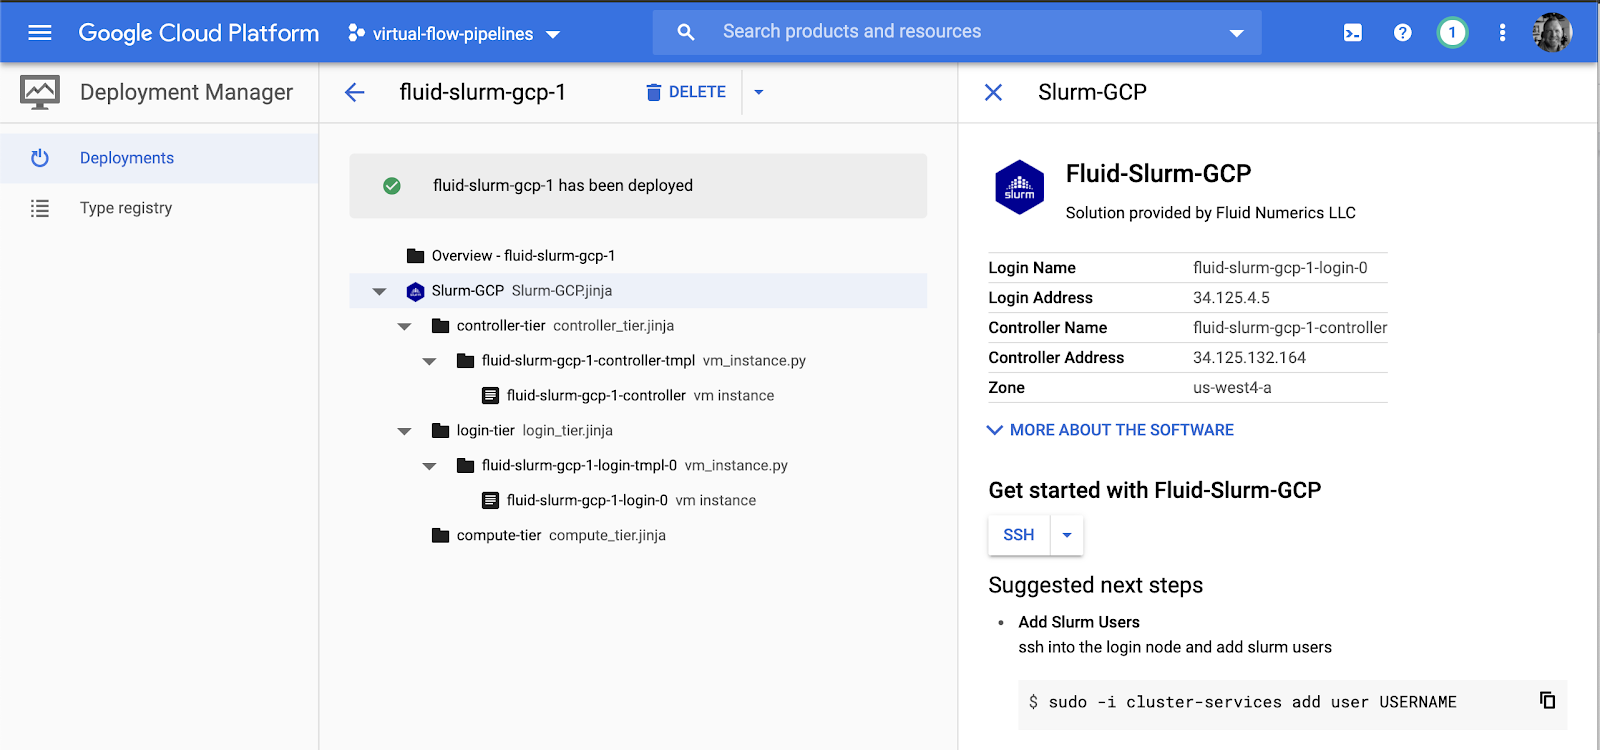 Google Cloud Platform
virtual-flow-pipelines
Search products and resources
1
Deployment Manager
fluid-slurm-gcp-1
DELETE
Slurm-GCP
Deployments
Type registry
fluid-slurm-gcp-1 has been deployed
Overview - fluid-slurm-gcp-1
Slurm-GCP Slurm-GCP.jinja
controller-tier controller_tier.jinja
fluid-slurm-gcp-1-controller-tmpl vm_instance.py
fluid-slurm-gcp-1-controller vm instance
login-tier login_tier.jinja
fluid-slurm-gcp-1-login-tmpl-0 vm_instance.py
fluid-slurm-gcp-1-login-0 vm instance
compute-tier compute_tier.jinja
slurm
Fluid-Slurm-GCP
Solution provided by Fluid Numerics LLC
Login Name fluid-slurm-gcp-1-login-0
Login Address 34.125.4.5
Controller Name fluid-slurm-gcp-1-controller
Controller Address 34.125.132.164
Zone us-west4-a
MORE ABOUT THE SOFTWARE
Get started with Fluid-Slurm-GCP
SSH
Suggested next steps
• Add Slurm Users
ssh into the login node and add slurm users
$ sudo -i cluster-services add user USERNAME